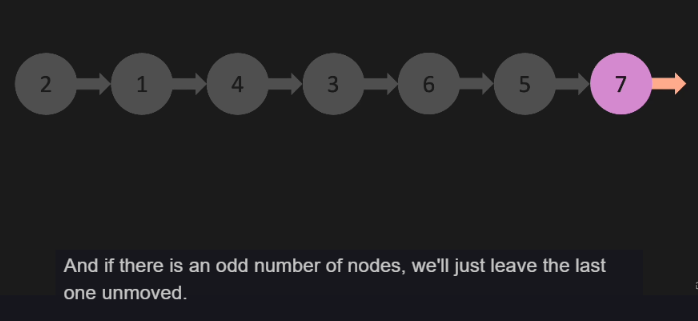 2 1 4 3 6 5 7
And if there is an odd number of nodes, we'll just leave the last
one unmoved.